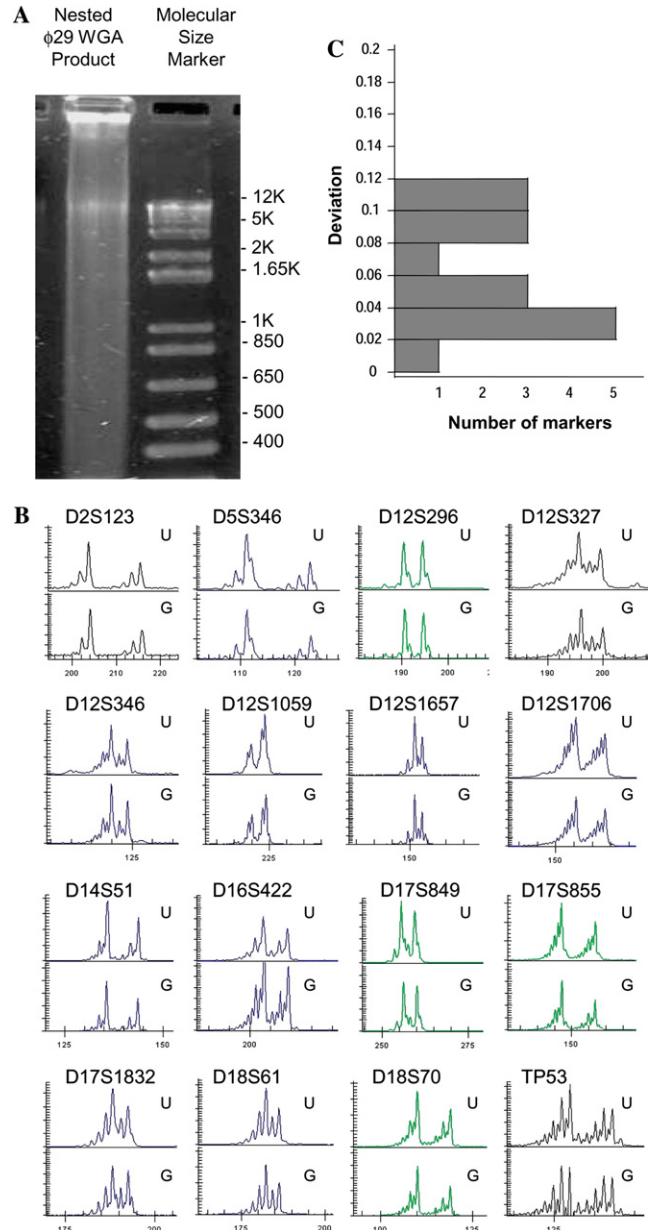 A
Nested
ϕ29 WGA
Product
Molecular
Size
Marker
- 12K
- 5K
- 2K
- 1.65K
- 1K
- 850
- 650
- 500
- 400
C
0.2
0.18
0.16
0.14
0.12
0.1
0.08
0.06
0.04
0.02
0
Deviation
1 2 3 4 5
Number of markers
B
D2S123 D5S346 D12S296 D12S327
U U U U
G G G G
200 210 220 110 120 190 200 190 200
D12S346 D12S1059 D12S1657 D12S1706
U U U U
G G G G
125 225 150 150
D14S51 D16S422 D17S849 D17S855
U U U U
G G G G
125 150 200 250 275 150
D17S1832 D18S61 D18S70 TP53
U U U U
G G G G
175 200 175 200 100 125 125